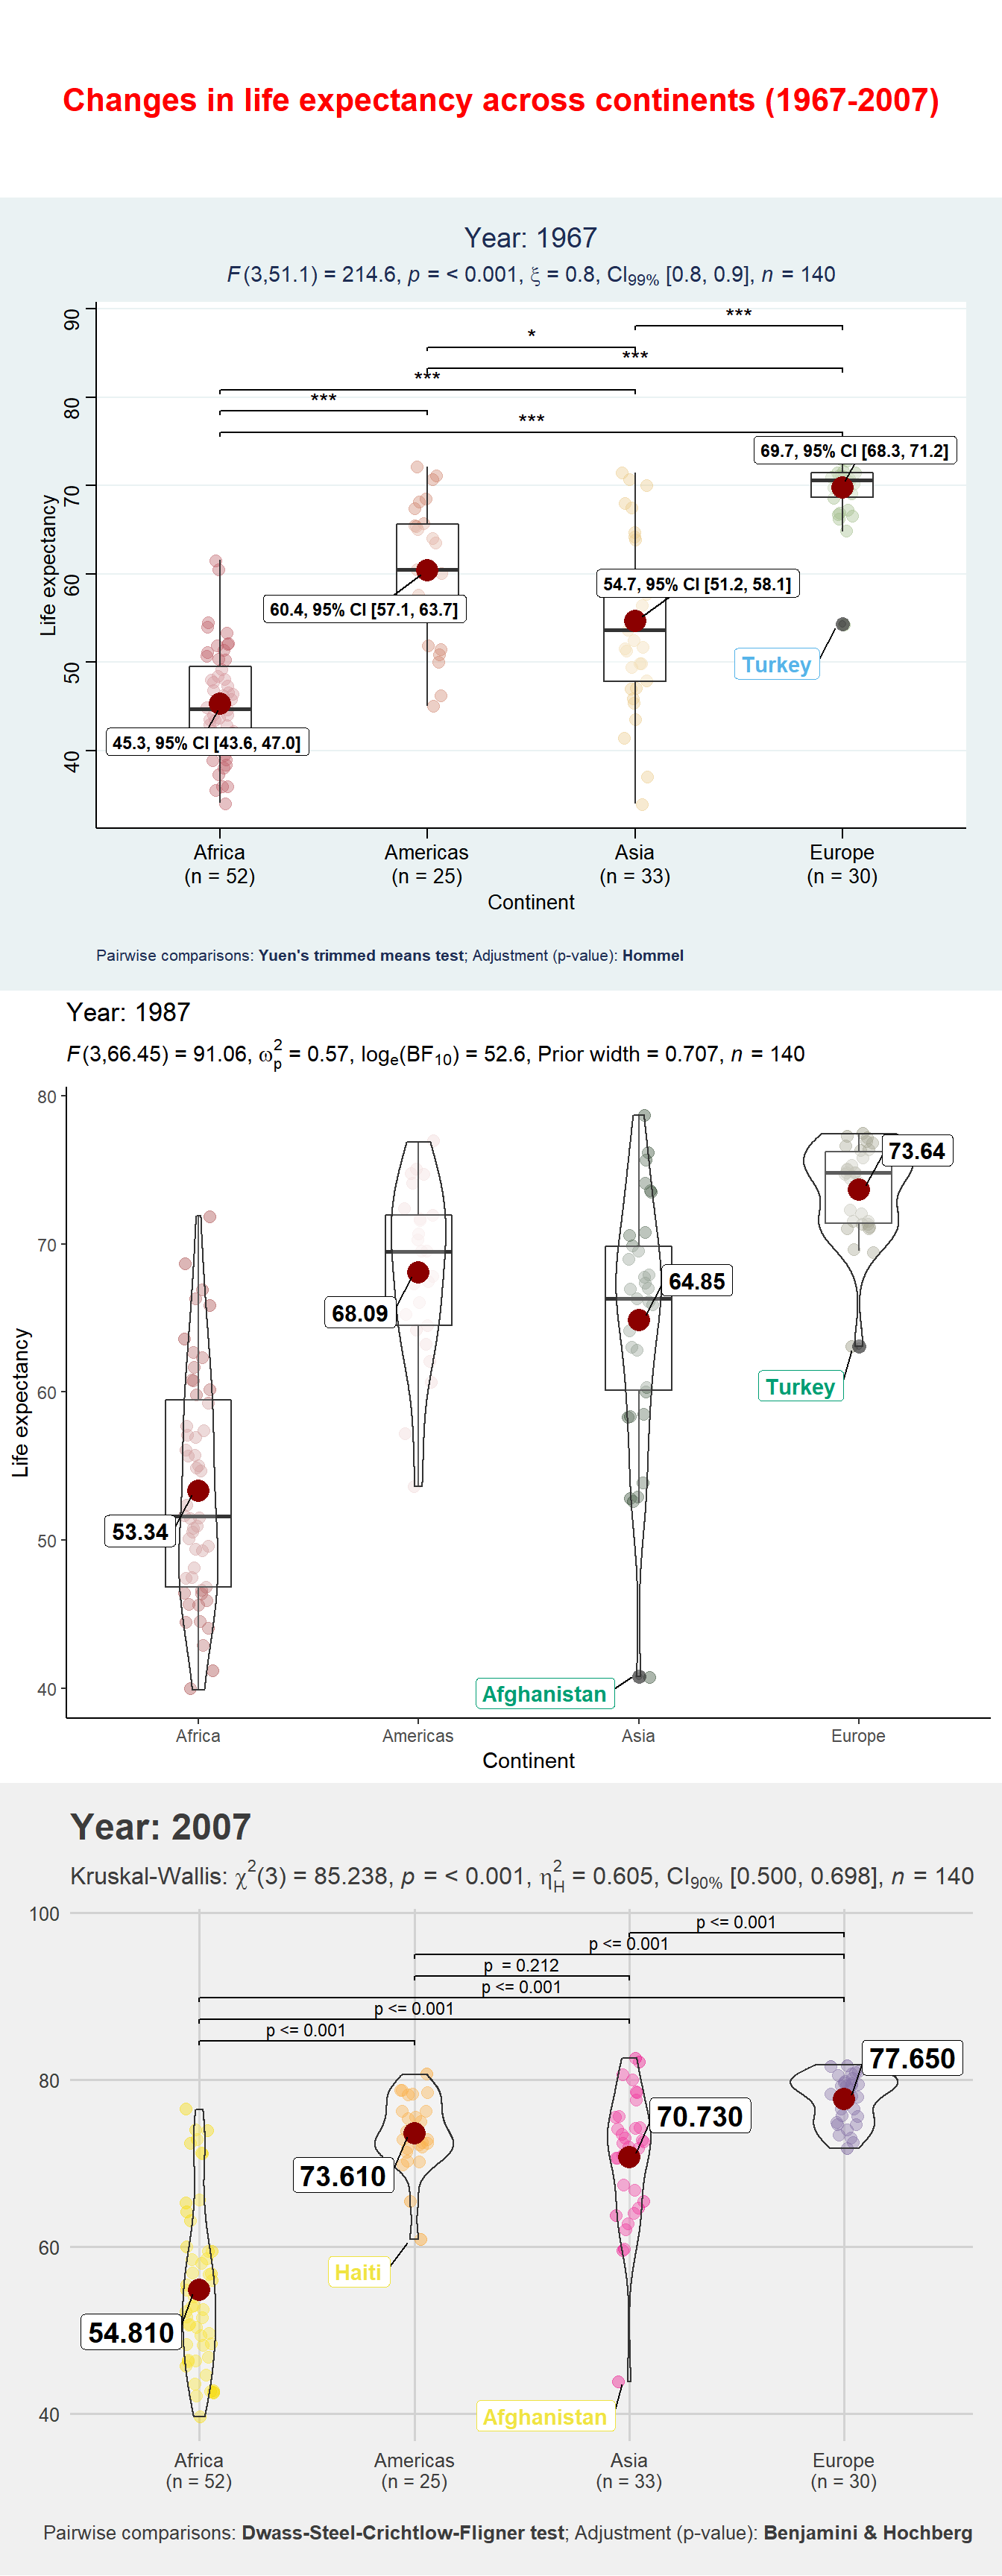 Changes in life expectancy across continents (1967-2007)
Year: 1967
F(3,51.1) = 214.6, p = < 0.001, ξ = 0.8, CI99% [0.8, 0.9], n = 140
Life expectancy
90
80
70
60
50
40
***
*
***
***
***
***
69.7, 95% CI [68.3, 71.2]
54.7, 95% CI [51.2, 58.1]
60.4, 95% CI [57.1, 63.7]
Turkey
45.3, 95% CI [43.6, 47.0]
Africa Americas Asia Europe
(n = 52) (n = 25) (n = 33) (n = 30)
Continent
Pairwise comparisons: Yuen's trimmed means test; Adjustment (p-value): Hommel
Year: 1987
F(3,66.45) = 91.06, ω²p = 0.57, loge(BF10) = 52.6, Prior width = 0.707, n = 140
Life expectancy
80
70
60
50
40
73.64
64.85
68.09
Turkey
53.34
Afghanistan
Africa Americas Asia Europe
Continent
Year: 2007
Kruskal-Wallis: χ²(3) = 85.238, p = < 0.001, η²H = 0.605, CI90% [0.500, 0.698], n = 140
100
80
60
40
p <= 0.001
p <= 0.001
p = 0.212
p <= 0.001
p <= 0.001
p <= 0.001
77.650
70.730
73.610
Haiti
54.810
Afghanistan
Africa Americas Asia Europe
(n = 52) (n = 25) (n = 33) (n = 30)
Pairwise comparisons: Dwass-Steel-Crichtlow-Fligner test; Adjustment (p-value): Benjamini & Hochberg